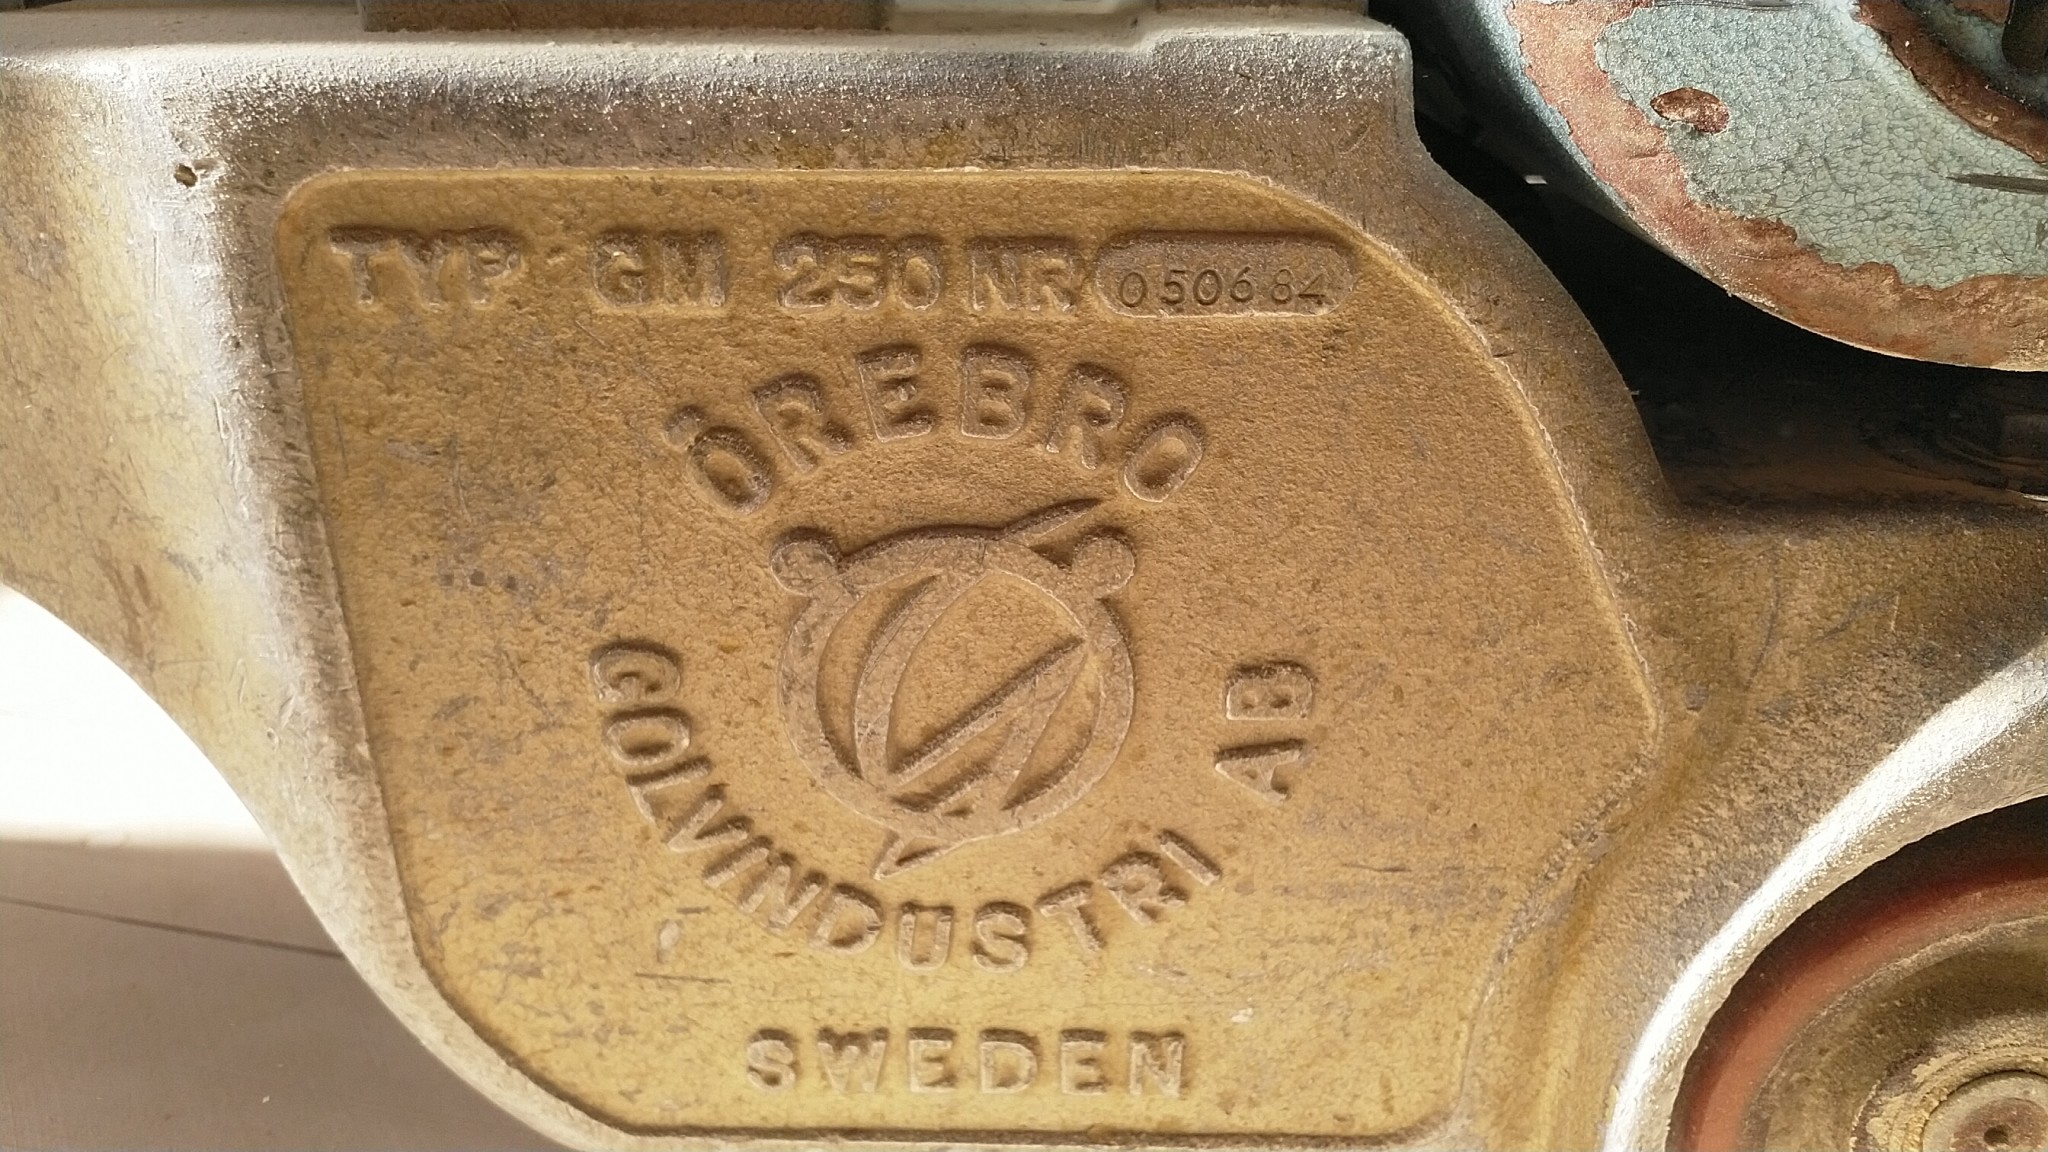 TYP GM 250 NR 050684
ÖREBRO
GOLVINDUSTRI AB
SWEDEN